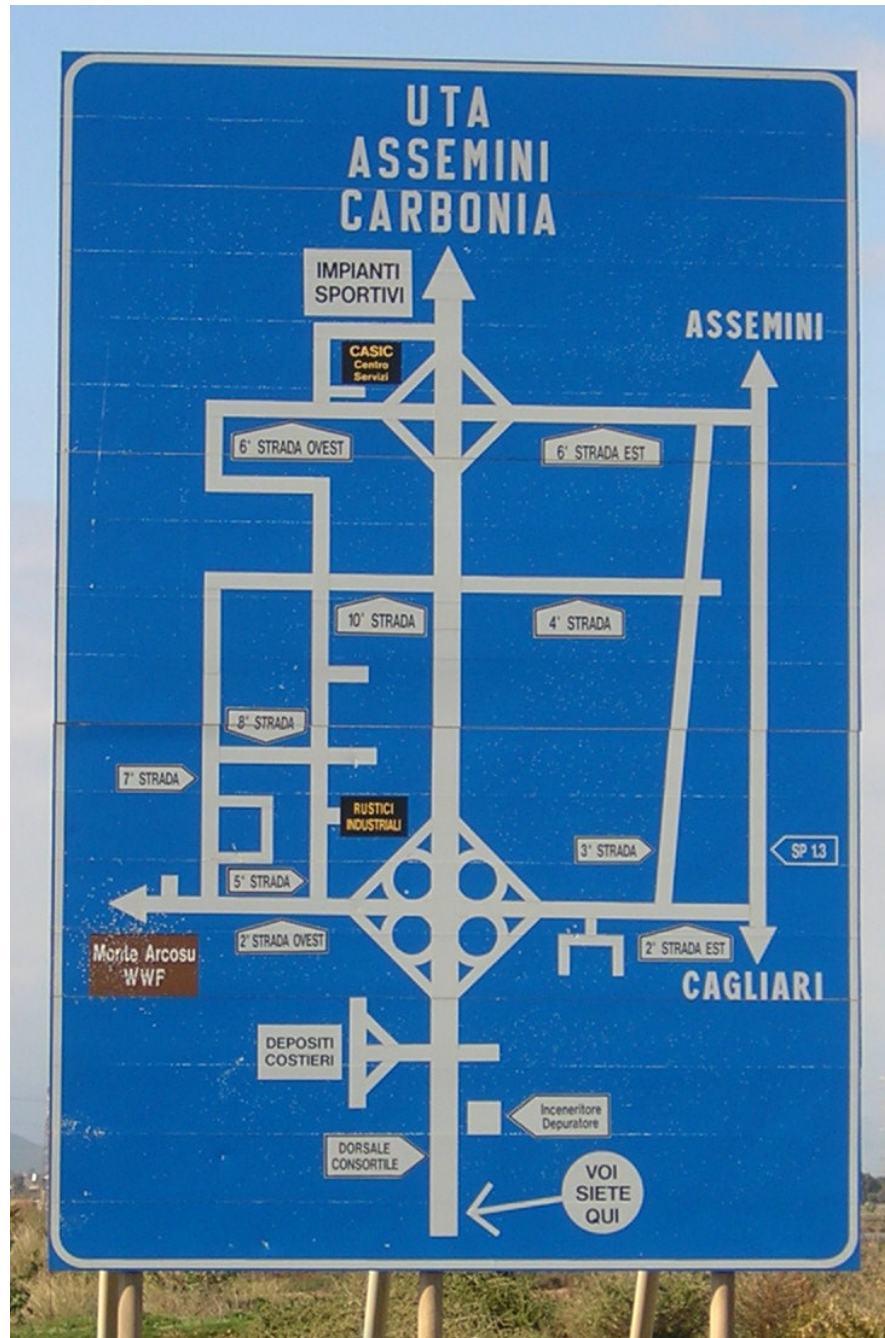 UTA
ASSEMINI
CARBONIA
IMPIANTI
SPORTIVI
ASSEMINI
CASIC
Centro
Servizi
6° STRADA OVEST
6° STRADA EST
10° STRADA
4° STRADA
8° STRADA
7° STRADA
RUSTICI
INDUSTRIALI
3° STRADA
SP 1.3
5° STRADA
2° STRADA OVEST
2° STRADA EST
Monte Arcosu
WWF
CAGLIARI
DEPOSITI
COSTIERI
Inceneritore
Depuratore
DORSALE
CONSORTILE
VOI
SIETE
QUI